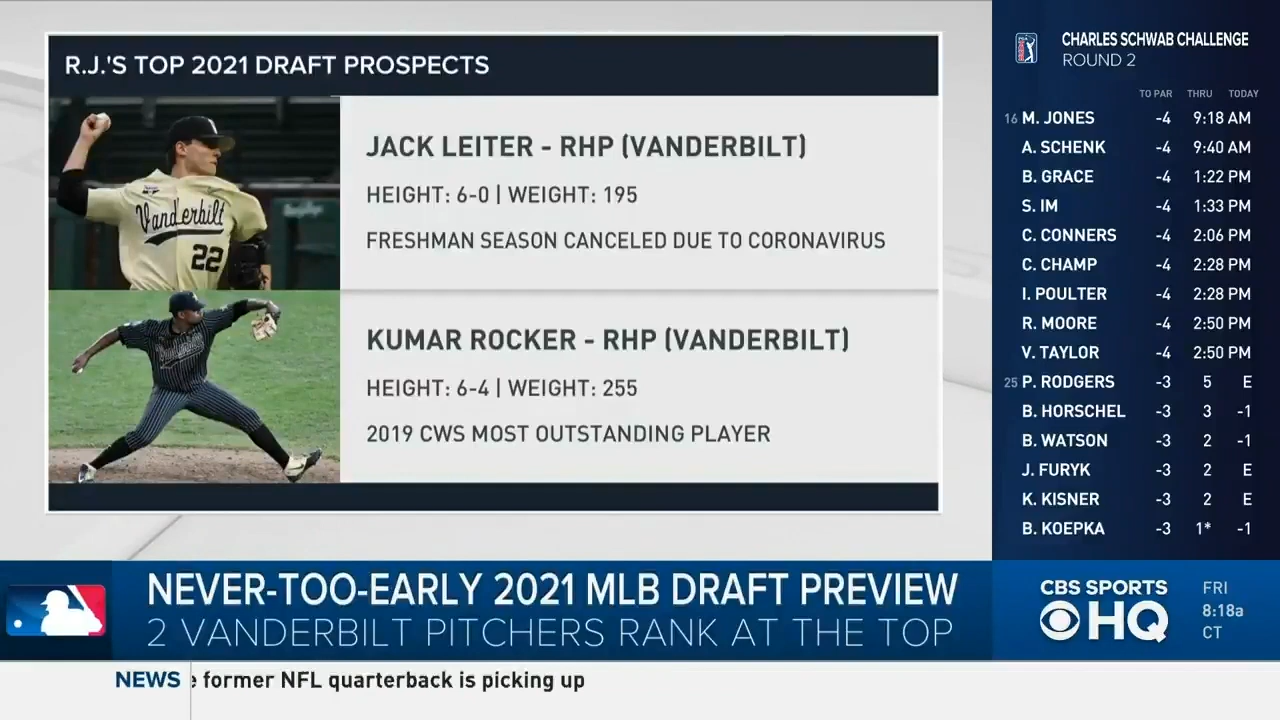 R.J.'S TOP 2021 DRAFT PROSPECTS
JACK LEITER - RHP (VANDERBILT)
HEIGHT: 6-0 | WEIGHT: 195
FRESHMAN SEASON CANCELED DUE TO CORONAVIRUS
Vanderbilt
22
KUMAR ROCKER - RHP (VANDERBILT)
HEIGHT: 6-4 | WEIGHT: 255
2019 CWS MOST OUTSTANDING PLAYER
Vanderbilt
CHARLES SCHWAB CHALLENGE
ROUND 2
TO PAR THRU TODAY
16 M. JONES -4 9:18 AM
A. SCHENK -4 9:40 AM
B. GRACE -4 1:22 PM
S. IM -4 1:33 PM
C. CONNERS -4 2:06 PM
C. CHAMP -4 2:28 PM
I. POULTER -4 2:28 PM
R. MOORE -4 2:50 PM
V. TAYLOR -4 2:50 PM
25 P. RODGERS -3 5 E
B. HORSCHEL -3 3 -1
B. WATSON -3 2 -1
J. FURYK -3 2 E
K. KISNER -3 2 E
B. KOEPKA -3 1* -1
NEVER-TOO-EARLY 2021 MLB DRAFT PREVIEW
2 VANDERBILT PITCHERS RANK AT THE TOP
CBS SPORTS
HQ
FRI
8:18a
CT
NEWS former NFL quarterback is picking up